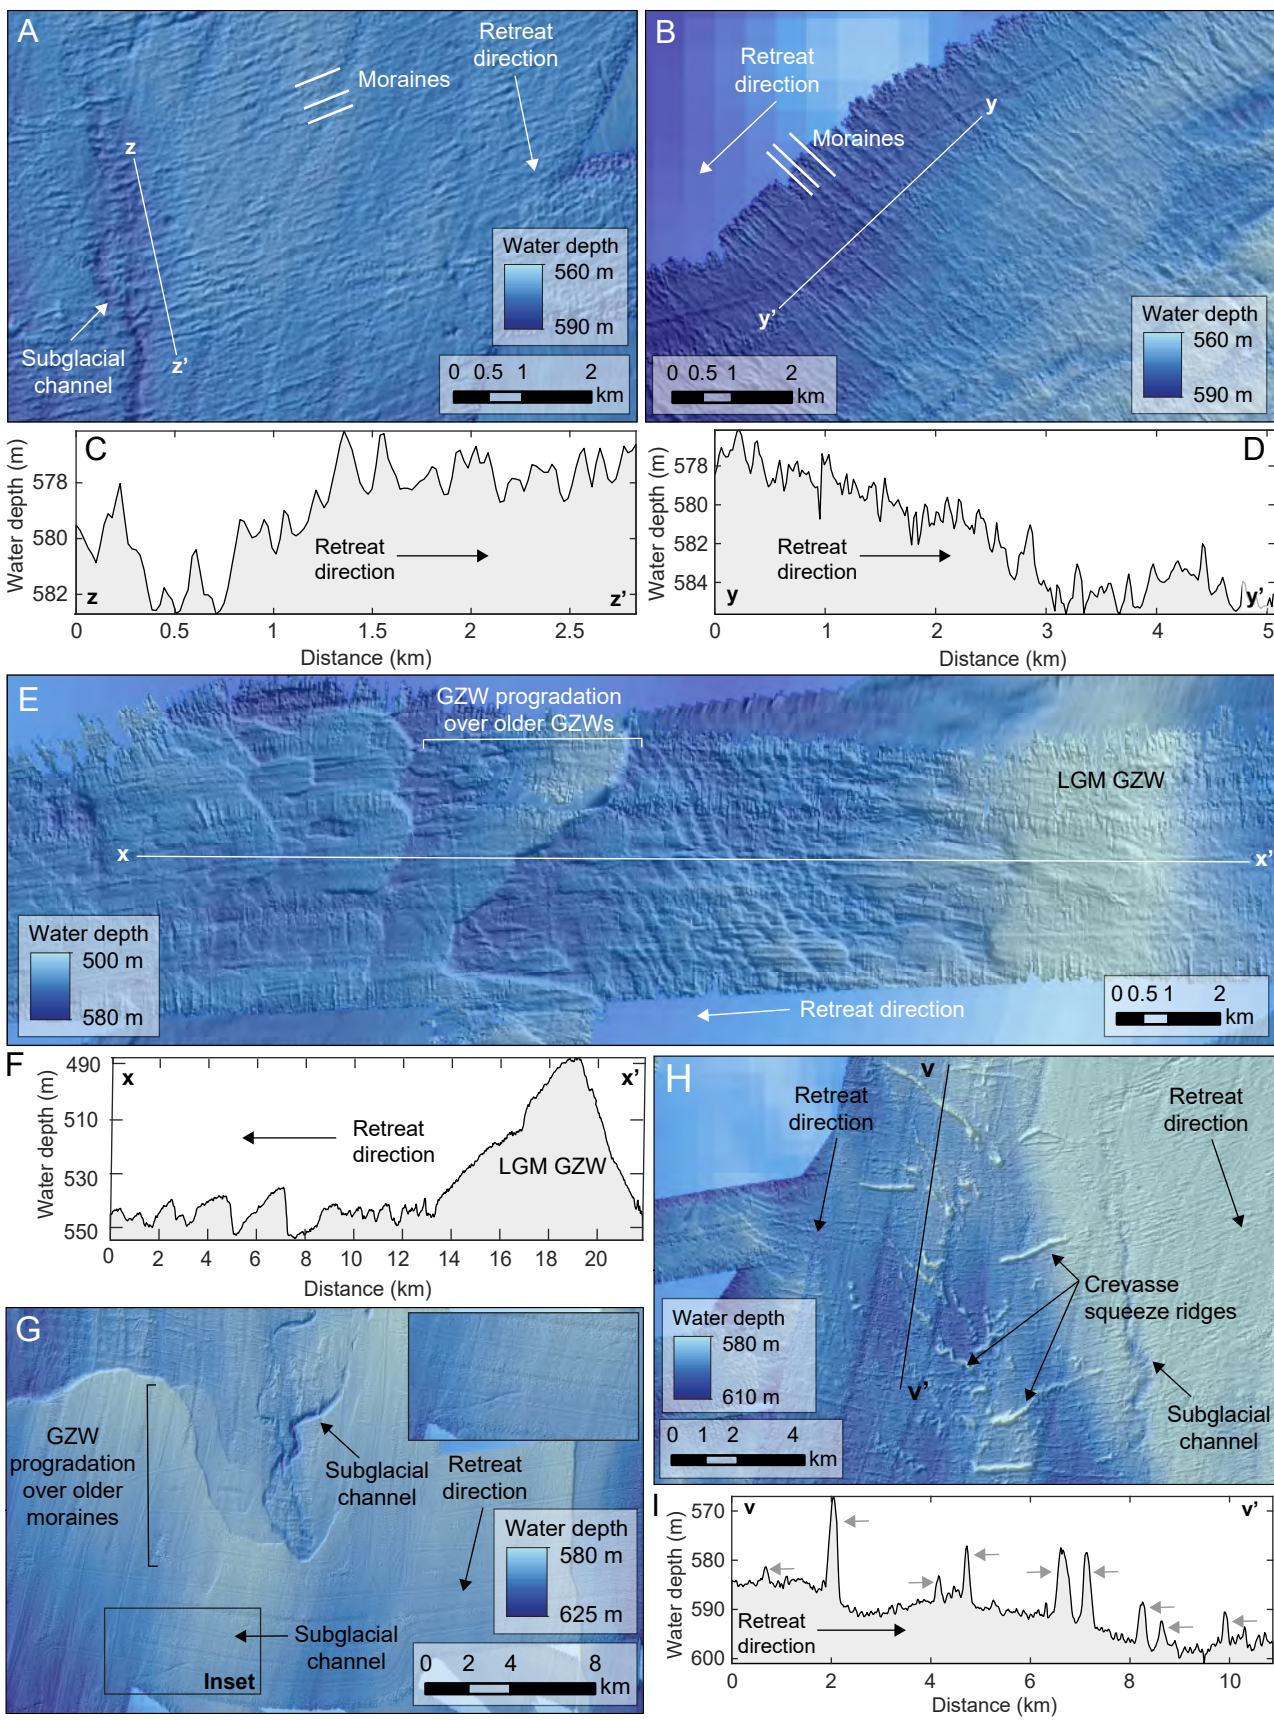 A
Retreat
direction
Moraines
z
z'
Subglacial
channel
Water depth
560 m
590 m
0 0.5 1 2
km
B
Retreat
direction
Moraines
y
y'
Water depth
560 m
590 m
0 0.5 1 2
km
C
Water depth (m)
578
580
582
Retreat
direction
z
z'
0 0.5 1 1.5 2 2.5
Distance (km)
D
Water depth (m)
578
580
582
584
Retreat
direction
y
y'
0 1 2 3 4 5
Distance (km)
E
GZW progradation
over older GZWs
LGM GZW
x
x'
Water depth
500 m
580 m
Retreat direction
0 0.5 1 2
km
F
Water depth (m)
490
510
530
550
x
x'
Retreat
direction
LGM GZW
0 2 4 6 8 10 12 14 16 18 20
Distance (km)
G
GZW
progradation
over older
moraines
Subglacial
channel
Retreat
direction
Water depth
580 m
625 m
Subglacial
channel
Inset
0 2 4 8
km
H
v
Retreat
direction
Retreat
direction
Crevasse
squeeze ridges
Water depth
580 m
610 m
v'
Subglacial
channel
0 1 2 4
km
I
Water depth (m)
570
580
590
600
v
v'
Retreat
direction
0 2 4 6 8 10
Distance (km)